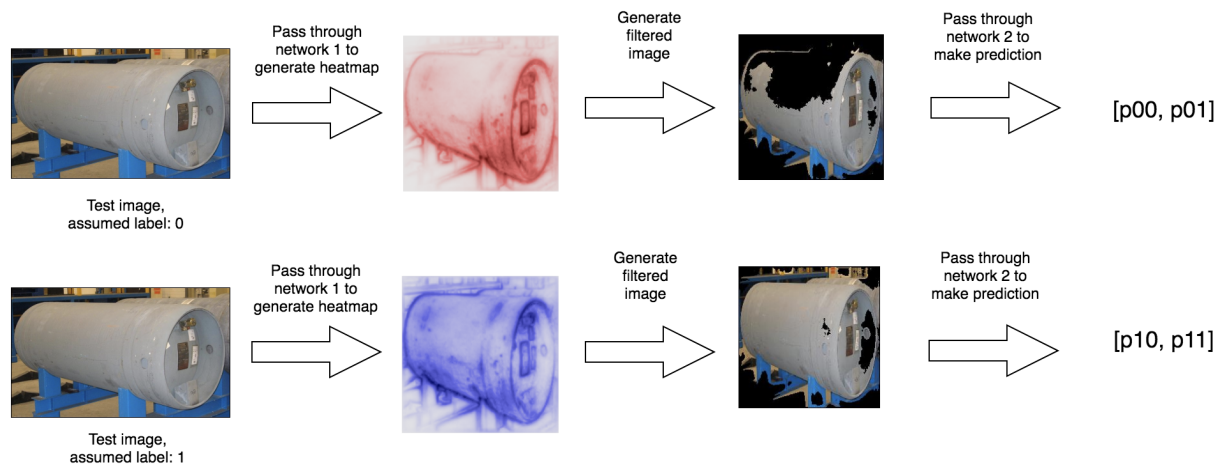 Pass through
network 1 to
generate heatmap
Generate
filtered
image
Pass through
network 2 to
make prediction
[p00, p01]
Test image,
assumed label: 0
Pass through
network 1 to
generate heatmap
Generate
filtered
image
Pass through
network 2 to
make prediction
[p10, p11]
Test image,
assumed label: 1